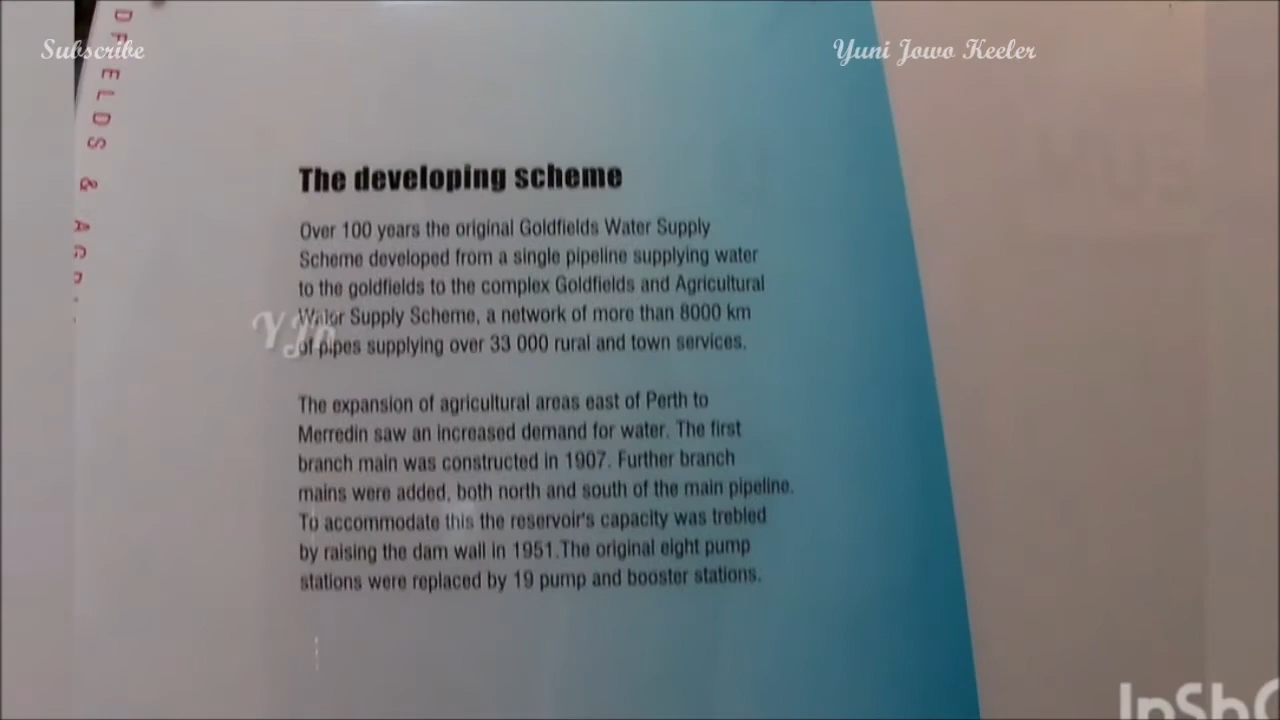 Subscribe
Yuni Jowo Keeler
ELDS & AGR
The developing scheme
Over 100 years the original Goldfields Water Supply
Scheme developed from a single pipeline supplying water
to the goldfields to the complex Goldfields and Agricultural
Water Supply Scheme, a network of more than 8000 km
of pipes supplying over 33 000 rural and town services.
The expansion of agricultural areas east of Perth to
Merredin saw an increased demand for water. The first
branch main was constructed in 1907. Further branch
mains were added, both north and south of the main pipeline.
To accommodate this the reservoir's capacity was trebled
by raising the dam wall in 1951.The original eight pump
stations were replaced by 19 pump and booster stations.
InSh